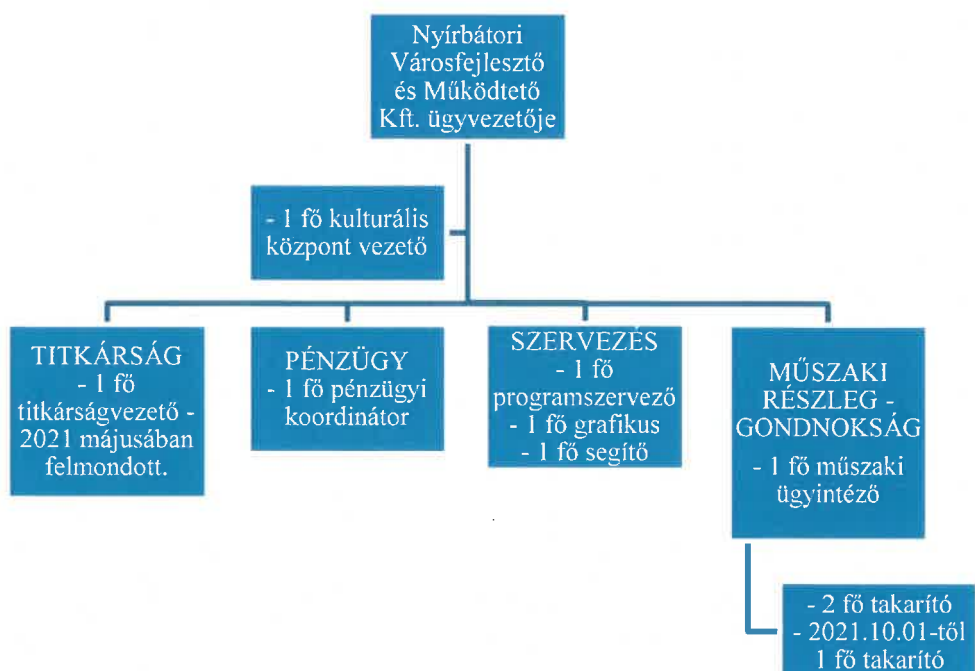 Nyírbátori
Városfejlesztő
és Működtető
Kft. ügyvezetője
- 1 fő kulturális
központ vezető
TITKÁRSÁG
- 1 fő
titkárságvezető -
2021 májusában
felmondott.
PÉNZÜGY
- 1 fő pénzügyi
koordinátor
SZERVEZÉS
- 1 fő
programszervező
- 1 fő grafikus
- 1 fő segítő
MŰSZAKI
RÉSZLEG -
GONDNOKSÁG
- 1 fő műszaki
ügyintéző
- 2 fő takarító
- 2021.10.01-től
1 fő takarító